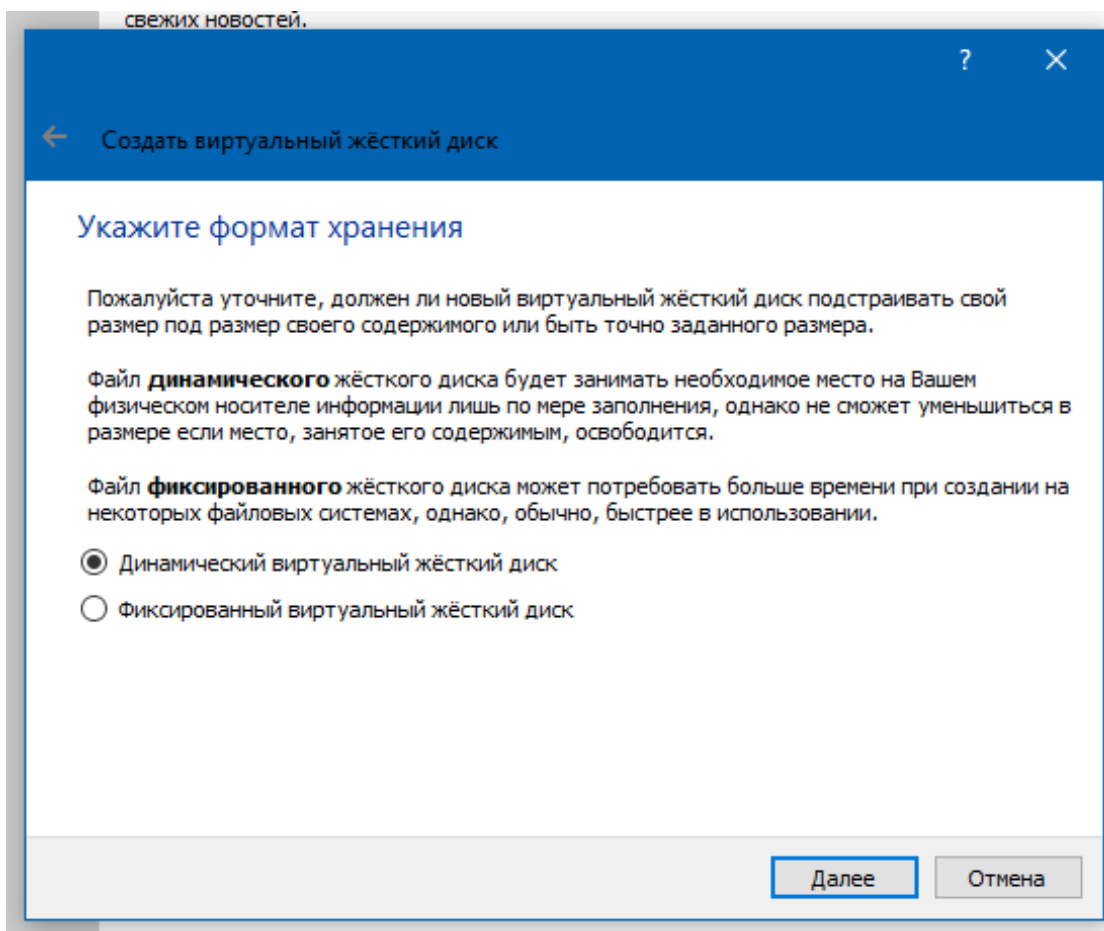 свежих новостей.
?
Создать виртуальный жёсткий диск
Укажите формат хранения
Пожалуйста уточните, должен ли новый виртуальный жёсткий диск подстраивать свой
размер под размер своего содержимого или быть точно заданного размера.
Файл динамического жёсткого диска будет занимать необходимое место на Вашем
физическом носителе информации лишь по мере заполнения, однако не сможет уменьшиться в
размере если место, занятое его содержимым, освободится.
Файл фиксированного жёсткого диска может потребовать больше времени при создании на
некоторых файловых системах, однако, обычно, быстрее в использовании.
Динамический виртуальный жёсткий диск
Фиксированный виртуальный жёсткий диск
Далее
Отмена